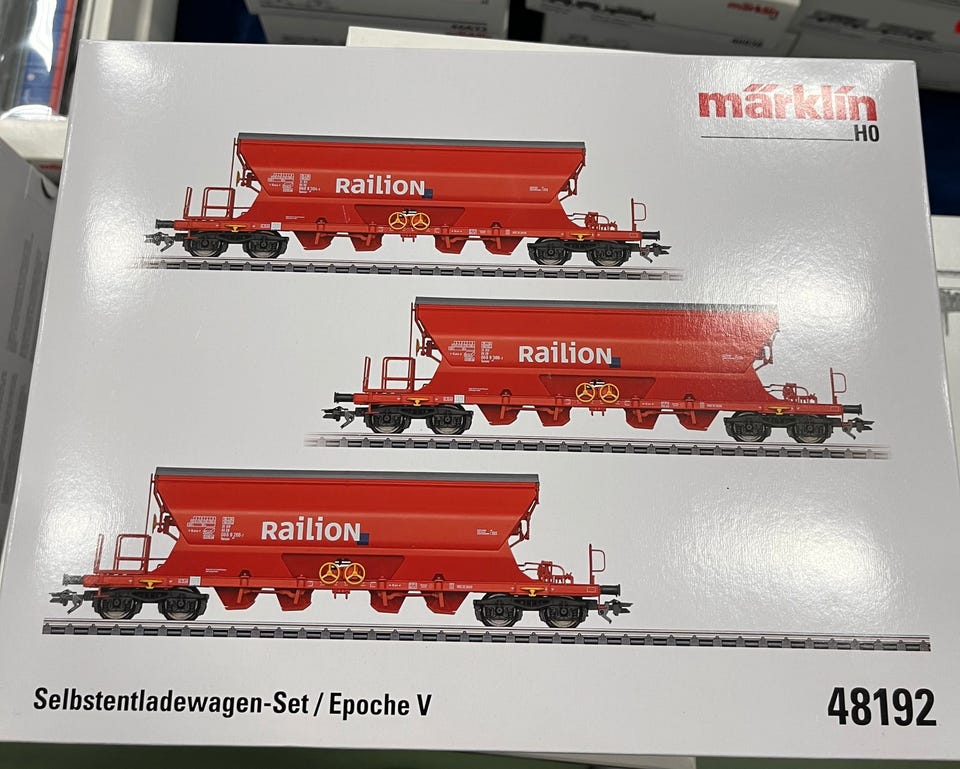 märklin
H0
RaiLiON
RaiLiON
RaiLiON
Selbstentladewagen-Set / Epoche V
48192